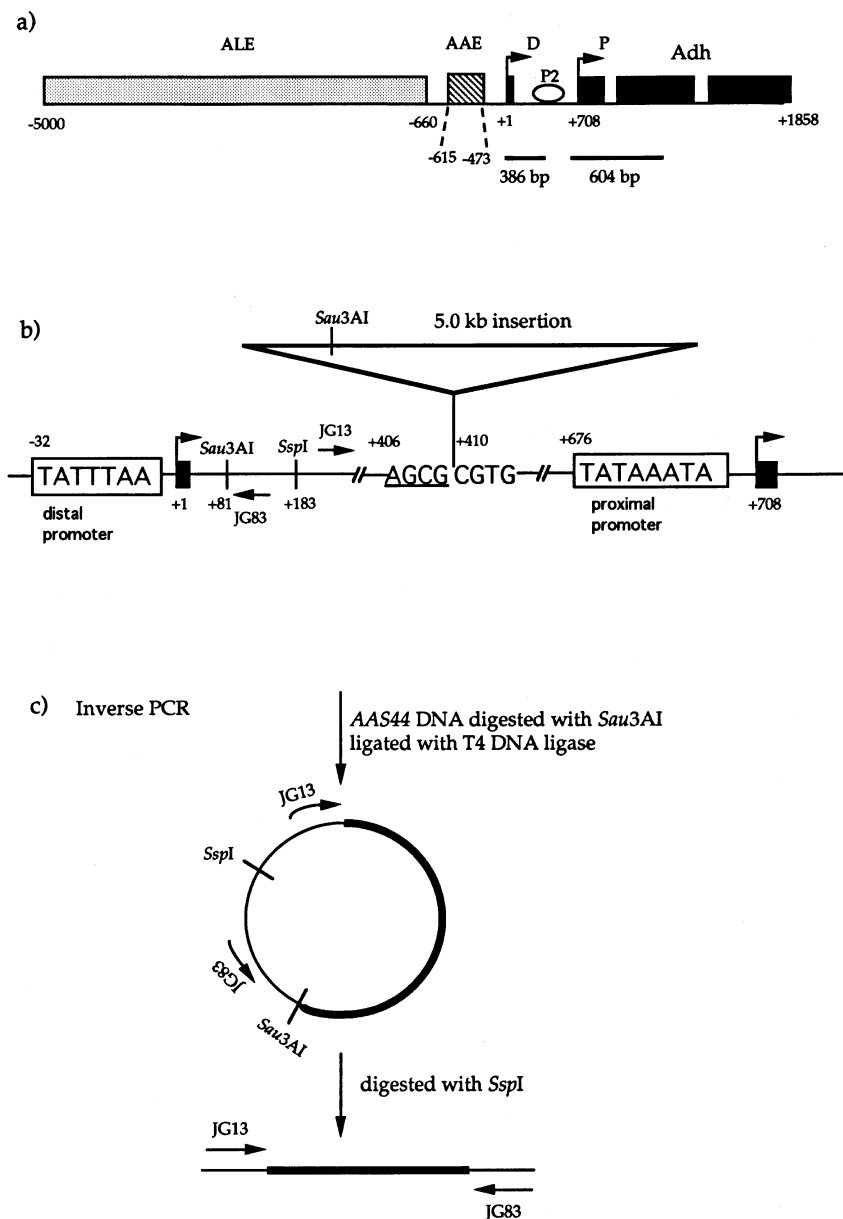 a)
ALE AAE D P Adh
P2
-5000 -660 +1 +708 +1858
-615 -473
386 bp 604 bp
b)
Sau3AI 5.0 kb insertion
-32 Sau3AI SspI JG13 +406 +410 +676
TATTTAA AGCG CGTG TATAAATA
distal
promoter
+1 +81 JG83 +183
proximal
promoter
+708
c) Inverse PCR
AAS44 DNA digested with Sau3AI
ligated with T4 DNA ligase
JG13
SspI
JG83
Sau3AI
digested with SspI
JG13
JG83